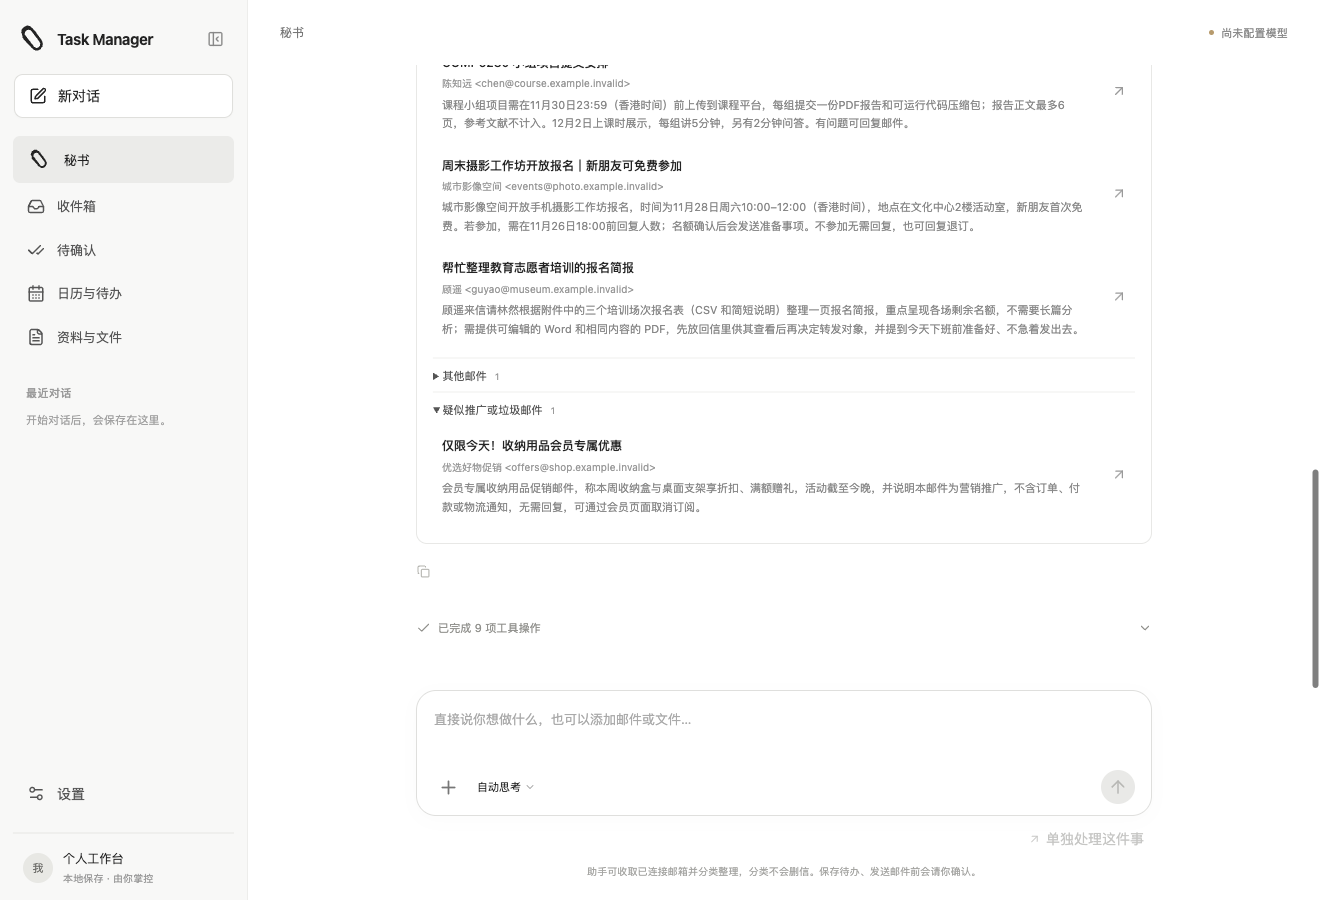 Task Manager
新对话
秘书
收件箱
待确认
日历与待办
资料与文件
最近对话
开始对话后，会保存在这里。
设置
我
个人工作台
本地保存 · 由你掌控
秘书
尚未配置模型
陈知远 <chen@course.example.invalid>
课程小组项目需在11月30日23:59（香港时间）前上传到课程平台，每组提交一份PDF报告和可运行代码压缩包；报告正文最多6
页，参考文献不计入。12月2日上课时展示，每组讲5分钟，另有2分钟问答。有问题可回复邮件。
周末摄影工作坊开放报名｜新朋友可免费参加
城市影像空间 <events@photo.example.invalid>
城市影像空间开放手机摄影工作坊报名，时间为11月28日周六10:00–12:00（香港时间），地点在文化中心2楼活动室，新朋友首次免
费。若参加，需在11月26日18:00前回复人数；名额确认后会发送准备事项。不参加无需回复，也可回复退订。
帮忙整理教育志愿者培训的报名简报
顾遥 <guyao@museum.example.invalid>
顾遥来信请林然根据附件中的三个培训场次报名表（CSV 和简短说明）整理一页报名简报，重点呈现各场剩余名额，不需要长篇分
析；需提供可编辑的 Word 和相同内容的 PDF，先放回信里供其查看后再决定转发对象，并提到今天下班前准备好、不急着发出去。
其他邮件 1
疑似推广或垃圾邮件 1
仅限今天！收纳用品会员专属优惠
优选好物促销 <offers@shop.example.invalid>
会员专属收纳用品促销邮件，称本周收纳盒与桌面支架享折扣、满额赠礼，活动截至今晚，并说明本邮件为营销推广，不含订单、付
款或物流通知，无需回复，可通过会员页面取消订阅。
已完成 9 项工具操作
直接说你想做什么，也可以添加邮件或文件...
自动思考
单独处理这件事
助手可收取已连接邮箱并分类整理，分类不会删信。保存待办、发送邮件前会请你确认。